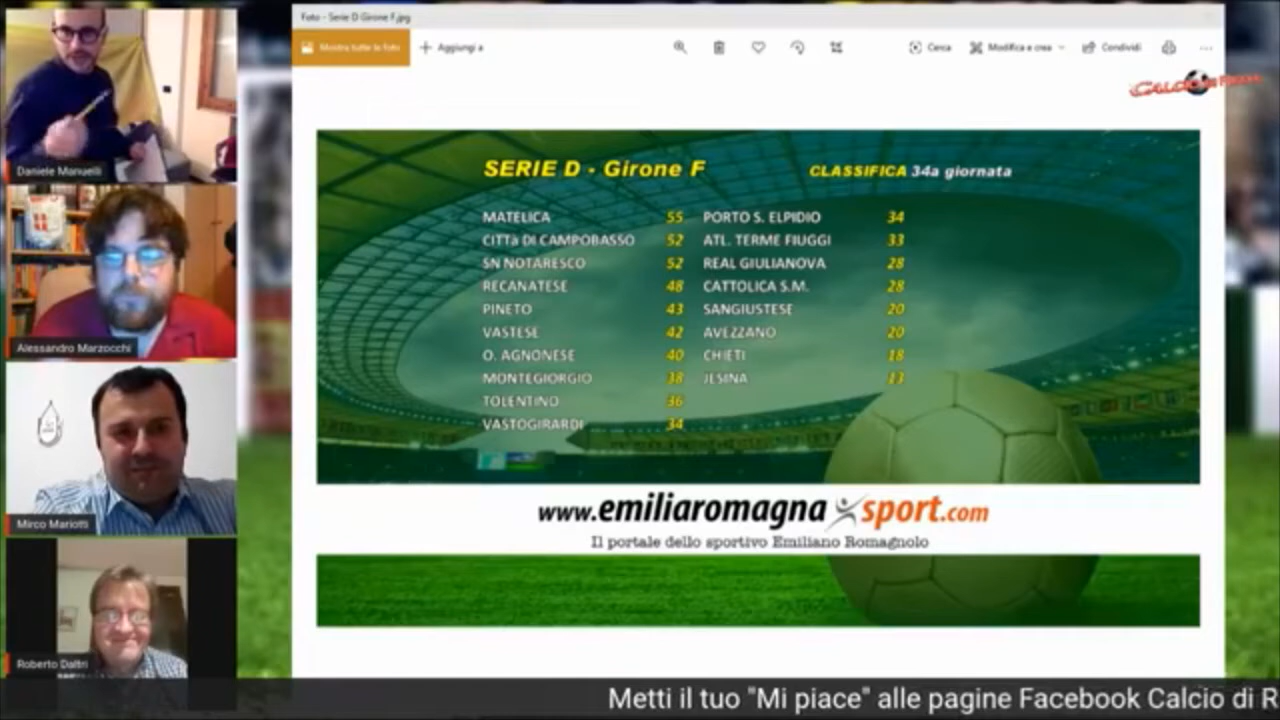 Foto - Serie D Girone F.jpg
Mostra tutte le foto
Aggiungi a
Cerca
Modifica e crea
Condividi
CALCIO DI
SERIE D - Girone F
CLASSIFICA 34a giornata
MATELICA 55 PORTO S. ELPIDIO 34
CITTà DI CAMPOBASSO 52 ATL. TERME FIUGGI 33
SN NOTARESCO 52 REAL GIULIANOVA 28
RECANATESE 48 CATTOLICA S.M. 28
PINETO 43 SANGIUSTESE 20
VASTESE 42 AVEZZANO 20
O. AGNONESE 40 CHIETI 18
MONTEGIORGIO 38 JESINA 13
TOLENTINO 36
VASTOGIRARDI 34
www.emiliaromagnasport.com
Il portale dello sportivo Emiliano Romagnolo
Daniele Manuelli
Alessandro Marzocchi
Mirco Mariotti
Roberto Daltri
Metti il tuo "Mi piace" alle pagine Facebook Calcio di R